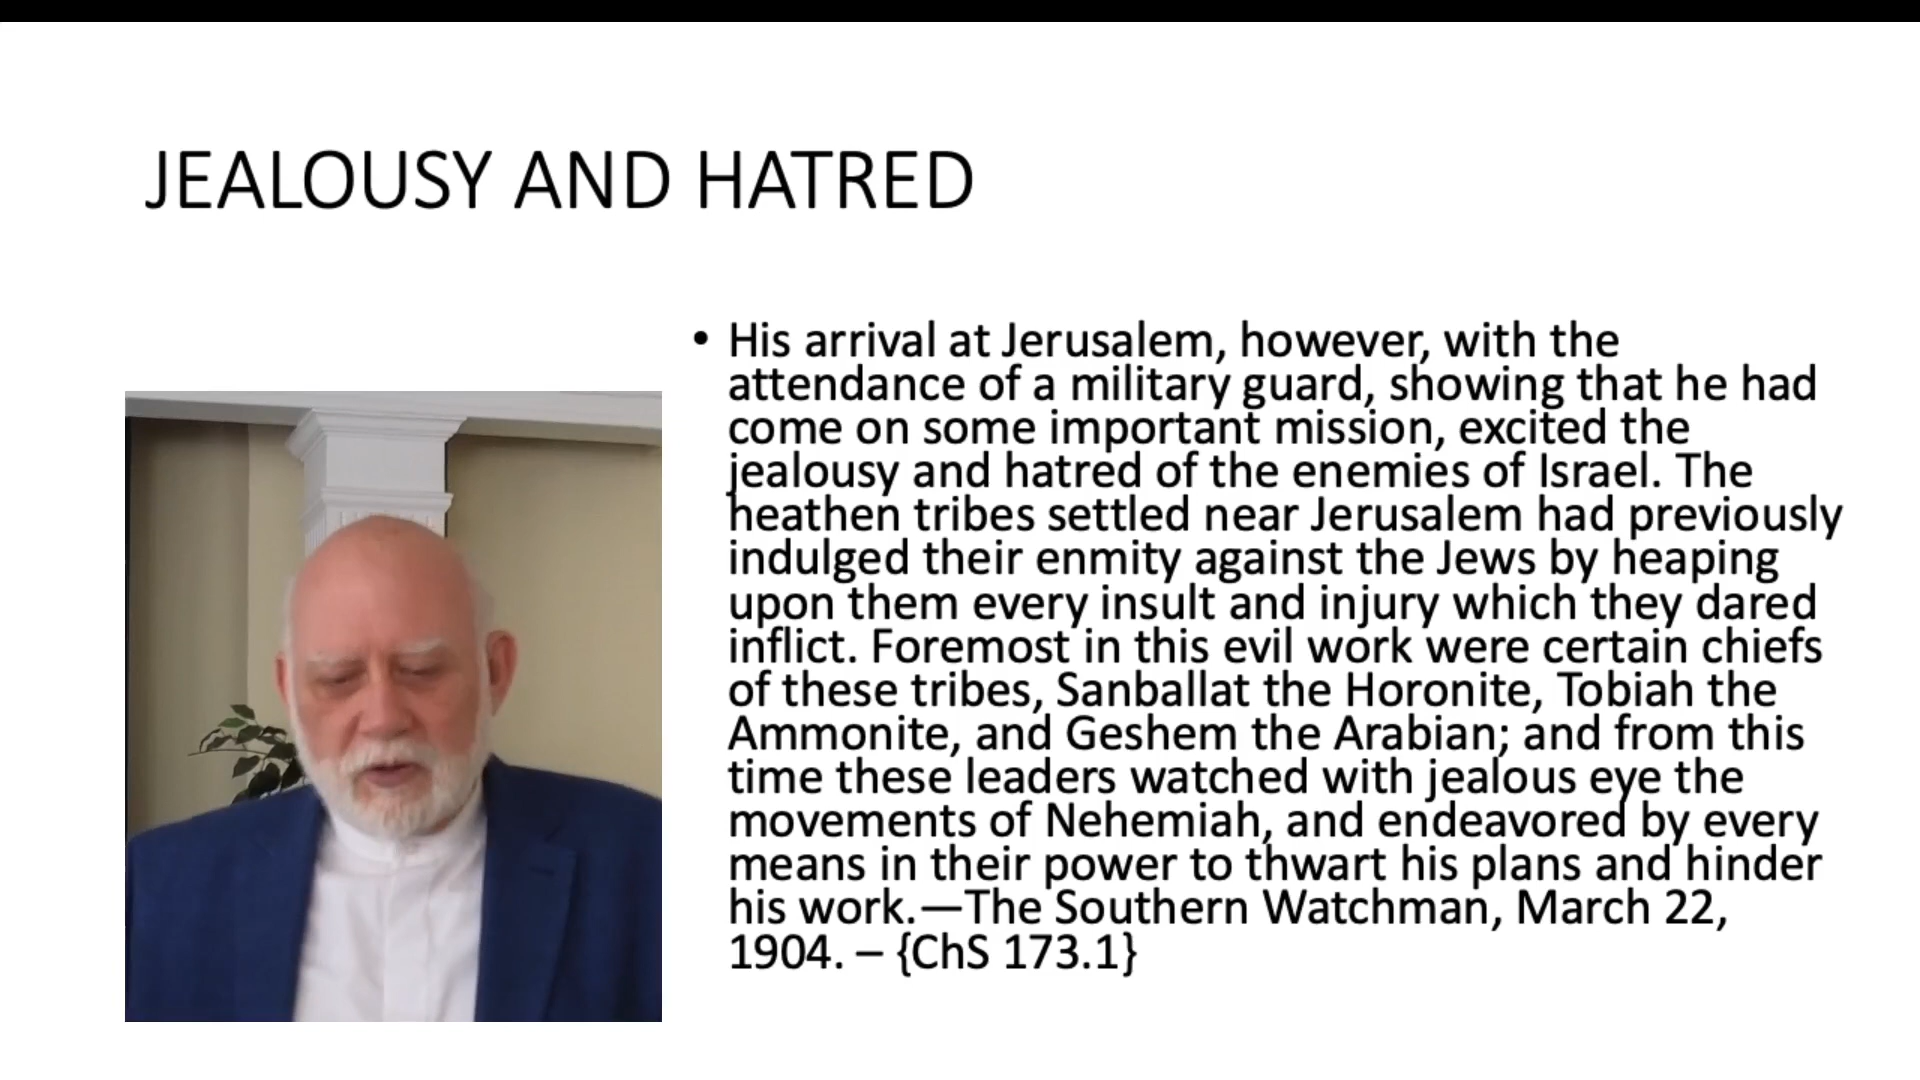 JEALOUSY AND HATRED
• His arrival at Jerusalem, however, with the
attendance of a military guard, showing that he had
come on some important mission, excited the
jealousy and hatred of the enemies of Israel. The
heathen tribes settled near Jerusalem had previously
indulged their enmity against the Jews by heaping
upon them every insult and injury which they dared
inflict. Foremost in this evil work were certain chiefs
of these tribes, Sanballat the Horonite, Tobiah the
Ammonite, and Geshem the Arabian; and from this
time these leaders watched with jealous eye the
movements of Nehemiah, and endeavored by every
means in their power to thwart his plans and hinder
his work.—The Southern Watchman, March 22,
1904. – {ChS 173.1}